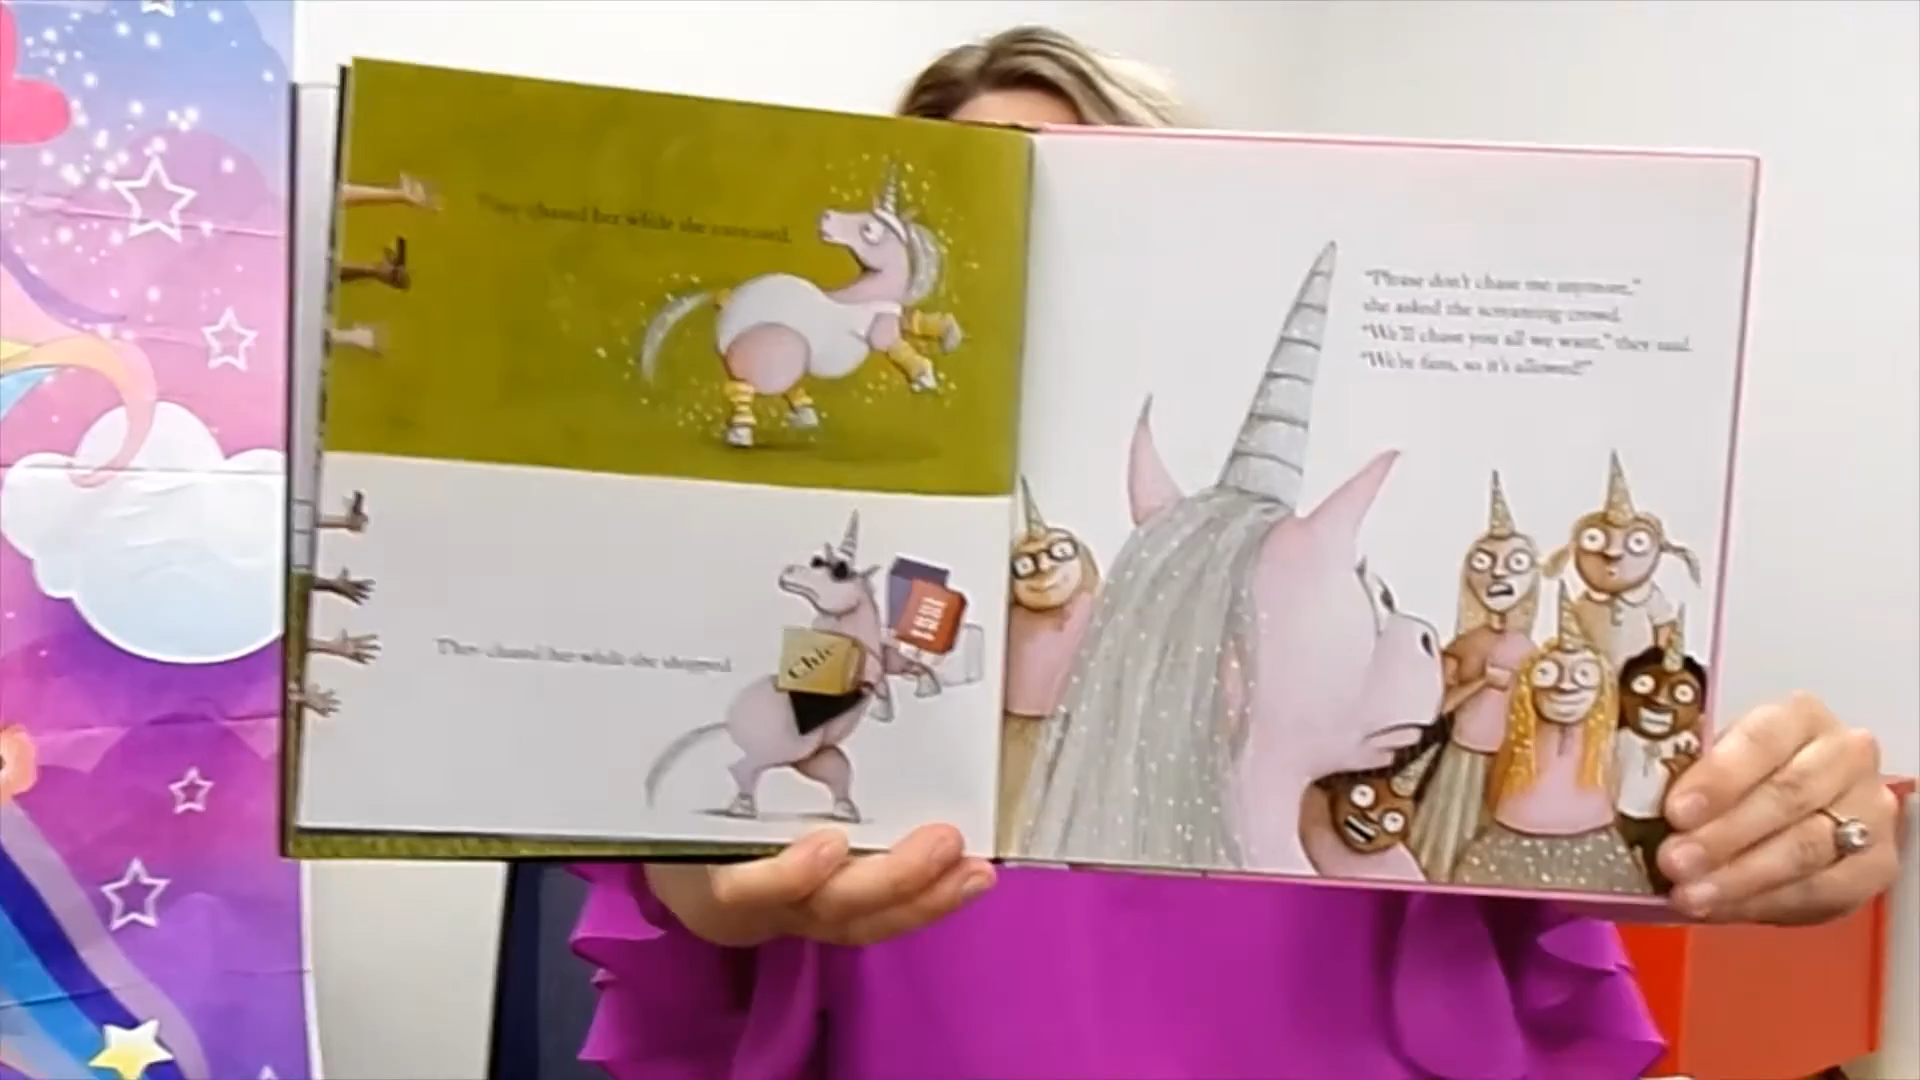 They chased her while she exercised.
They chased her while she shopped.
Chic
"Please don't chase me anymore,"
she asked the screaming crowd.
"We'll chase you all we want," they said.
"We're fans, so it's allowed!"